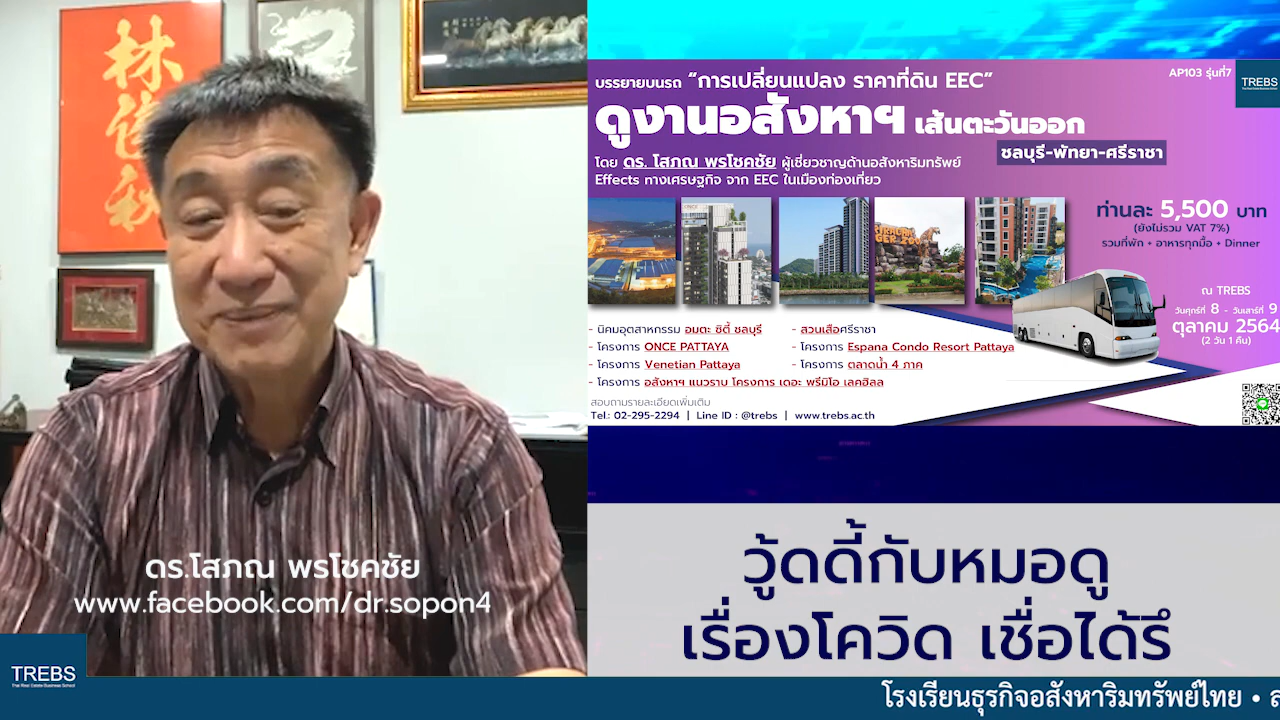 林
ดร.โสภณ พรโชคชัย
www.facebook.com/dr.sopon4
TREBS
Thai Real Estate Business School
บรรยายบนรถ “การเปลี่ยนแปลง ราคาที่ดิน EEC”
AP103 รุ่นที่7
TREBS
ดูงานอสังหาฯ เส้นตะวันออก
ชลบุรี-พัทยา-ศรีราชา
โดย ดร. โสภณ พรโชคชัย ผู้เชี่ยวชาญด้านอสังหาริมทรัพย์
Effects ทางเศรษฐกิจ จาก EEC ในเมืองท่องเที่ยว
ท่านละ 5,500 บาท
(ยังไม่รวม VAT 7%)
รวมที่พัก + อาหารทุกมื้อ + Dinner
ณ TREBS
วันศุกร์ที่ 8 - วันเสาร์ที่ 9
ตุลาคม 2564
(2 วัน 1 คืน)
- นิคมอุตสาหกรรม อมตะ ซิตี้ ชลบุรี
- โครงการ ONCE PATTAYA
- โครงการ Venetian Pattaya
- โครงการ อสังหาฯ แนวราบ โครงการ เดอะ พรีมิโอ เลคฮิลล
- สวนเสือศรีราชา
- โครงการ Espana Condo Resort Pattaya
- โครงการ ตลาดน้ำ 4 ภาค
สอบถามรายละเอียดเพิ่มเติม
Tel.: 02-295-2294 | Line ID : @trebs | www.trebs.ac.th
วู้ดดี้กับหมอดู
เรื่องโควิด เชื่อได้รึ
โรงเรียนธุรกิจอสังหาริมทรัพย์ไทย •